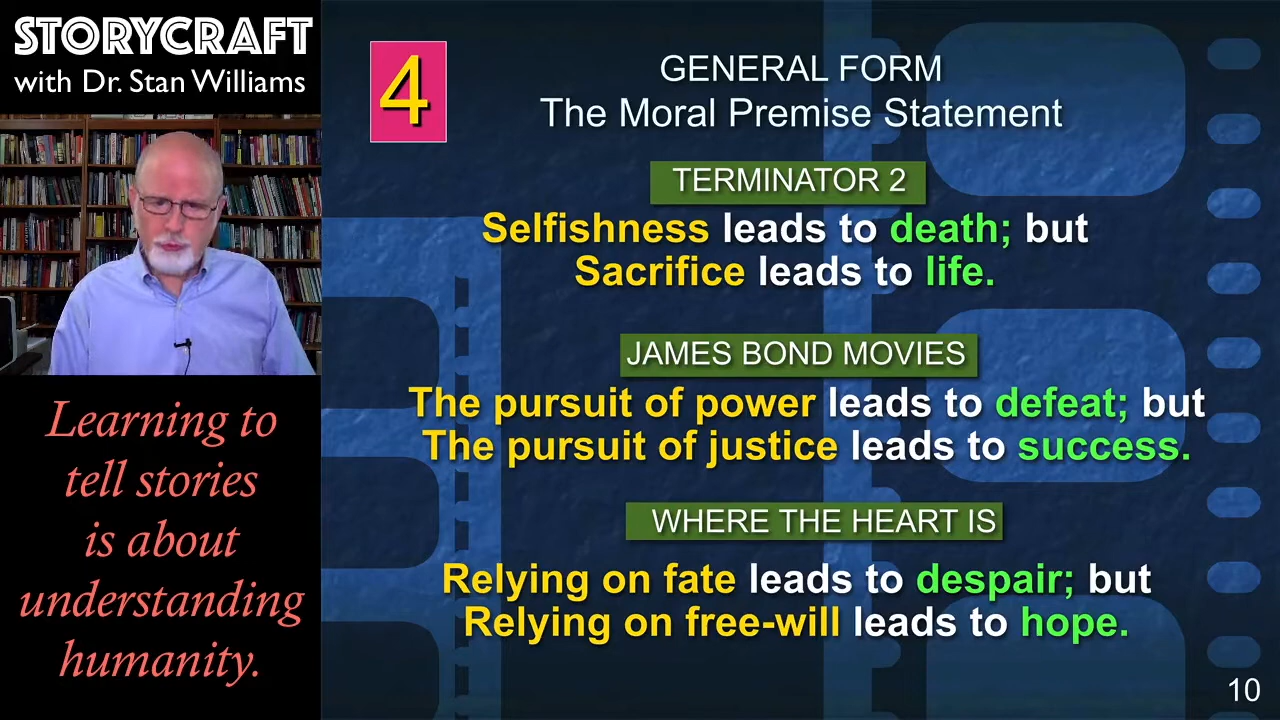 STORYCRAFT
with Dr. Stan Williams
Learning to
tell stories
is about
understanding
humanity.
4
GENERAL FORM
The Moral Premise Statement
TERMINATOR 2
Selfishness leads to death; but
Sacrifice leads to life.
JAMES BOND MOVIES
The pursuit of power leads to defeat; but
The pursuit of justice leads to success.
WHERE THE HEART IS
Relying on fate leads to despair; but
Relying on free-will leads to hope.
10